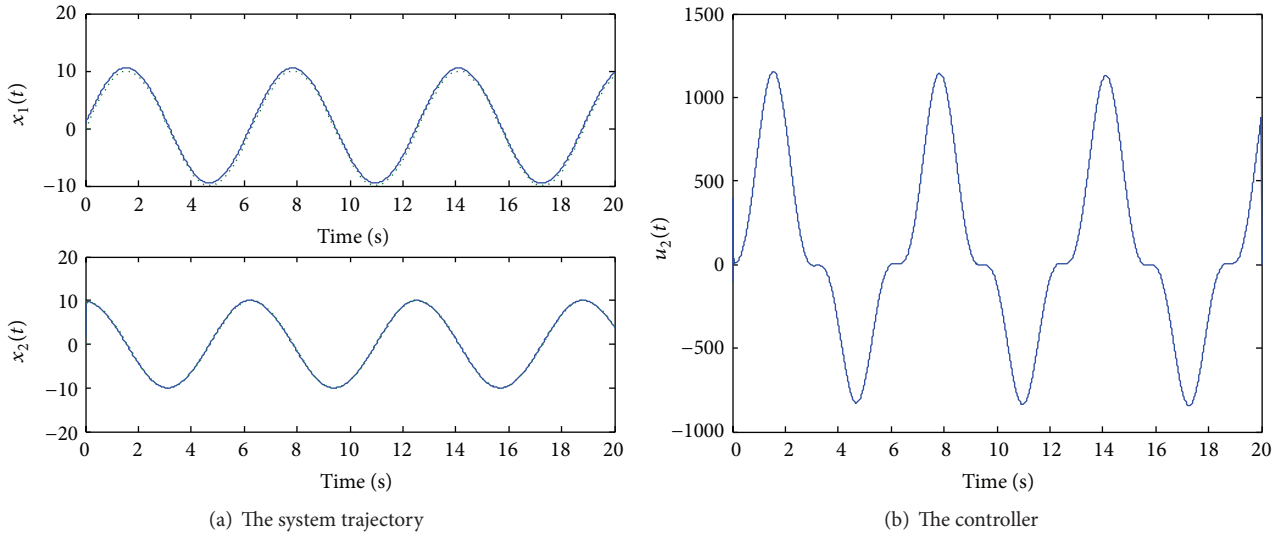 20
10
0
−10
x1(t)
0 2 4 6 8 10 12 14 16 18 20
Time (s)
20
10
0
−10
−20
x2(t)
0 2 4 6 8 10 12 14 16 18 20
Time (s)
(a) The system trajectory
1500
1000
500
0
−500
−1000
u2(t)
0 2 4 6 8 10 12 14 16 18 20
Time (s)
(b) The controller